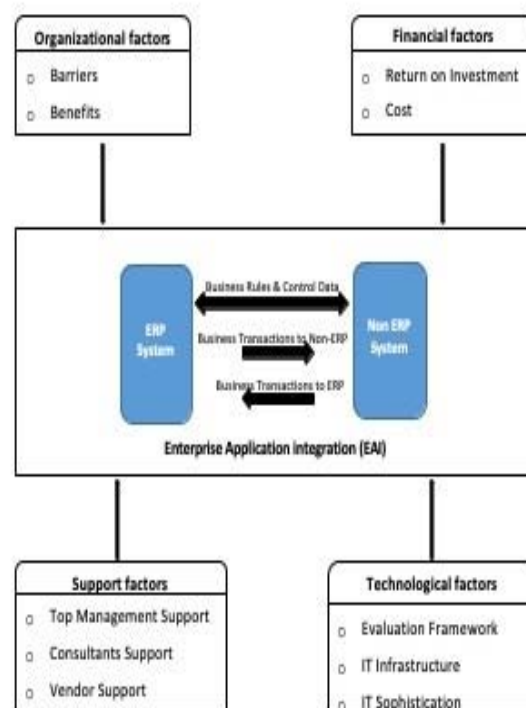 Organizational factors
Barriers
Benefits
Financial factors
Return on Investment
Cost
ERP
System
Business Rules & Control Data
Business Transactions to Non-ERP
Business Transactions to ERP
Non ERP
System
Enterprise Application integration (EAI)
Support factors
Top Management Support
Consultants Support
Vendor Support
Technological factors
Evaluation Framework
IT Infrastructure
IT Sophistication